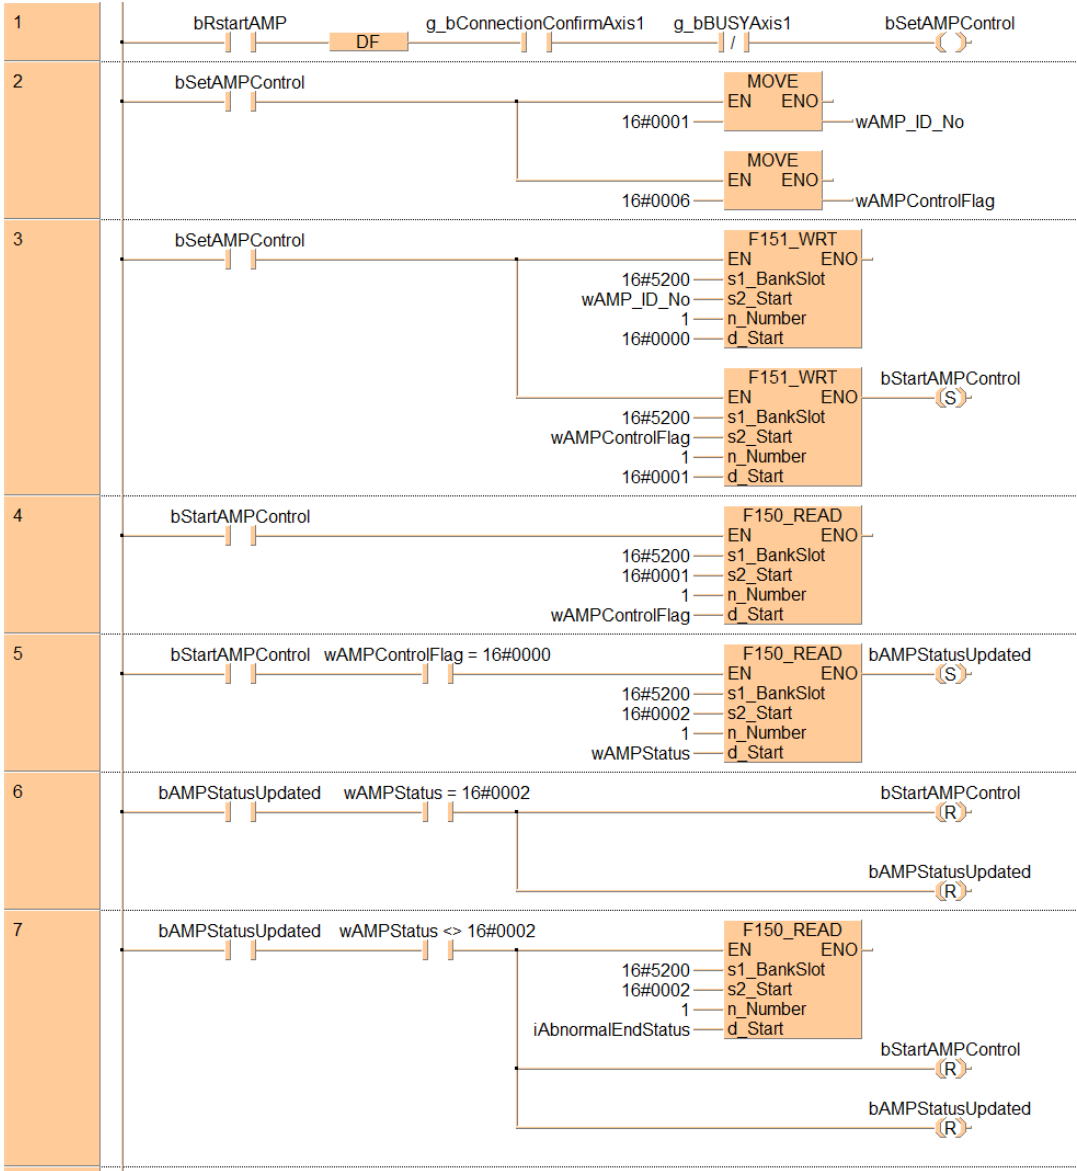 1
bRstartAMP DF g_bConnectionConfirmAxis1 g_bBUSYAxis1 / bSetAMPControl
2
bSetAMPControl MOVE
EN ENO
16#0001 wAMP_ID_No
MOVE
EN ENO
16#0006 wAMPControlFlag
3
bSetAMPControl F151_WRT
EN ENO
16#5200 s1_BankSlot
wAMP_ID_No s2_Start
1 n_Number
16#0000 d_Start
F151_WRT bStartAMPControl
EN ENO S
16#5200 s1_BankSlot
wAMPControlFlag s2_Start
1 n_Number
16#0001 d_Start
4
bStartAMPControl F150_READ
EN ENO
16#5200 s1_BankSlot
16#0001 s2_Start
1 n_Number
wAMPControlFlag d_Start
5
bStartAMPControl wAMPControlFlag = 16#0000 F150_READ bAMPStatusUpdated
EN ENO S
16#5200 s1_BankSlot
16#0002 s2_Start
1 n_Number
wAMPStatus d_Start
6
bAMPStatusUpdated wAMPStatus = 16#0002 bStartAMPControl
R
bAMPStatusUpdated
R
7
bAMPStatusUpdated wAMPStatus <> 16#0002 F150_READ
EN ENO
16#5200 s1_BankSlot
16#0002 s2_Start
1 n_Number
iAbnormalEndStatus d_Start
bStartAMPControl
R
bAMPStatusUpdated
R